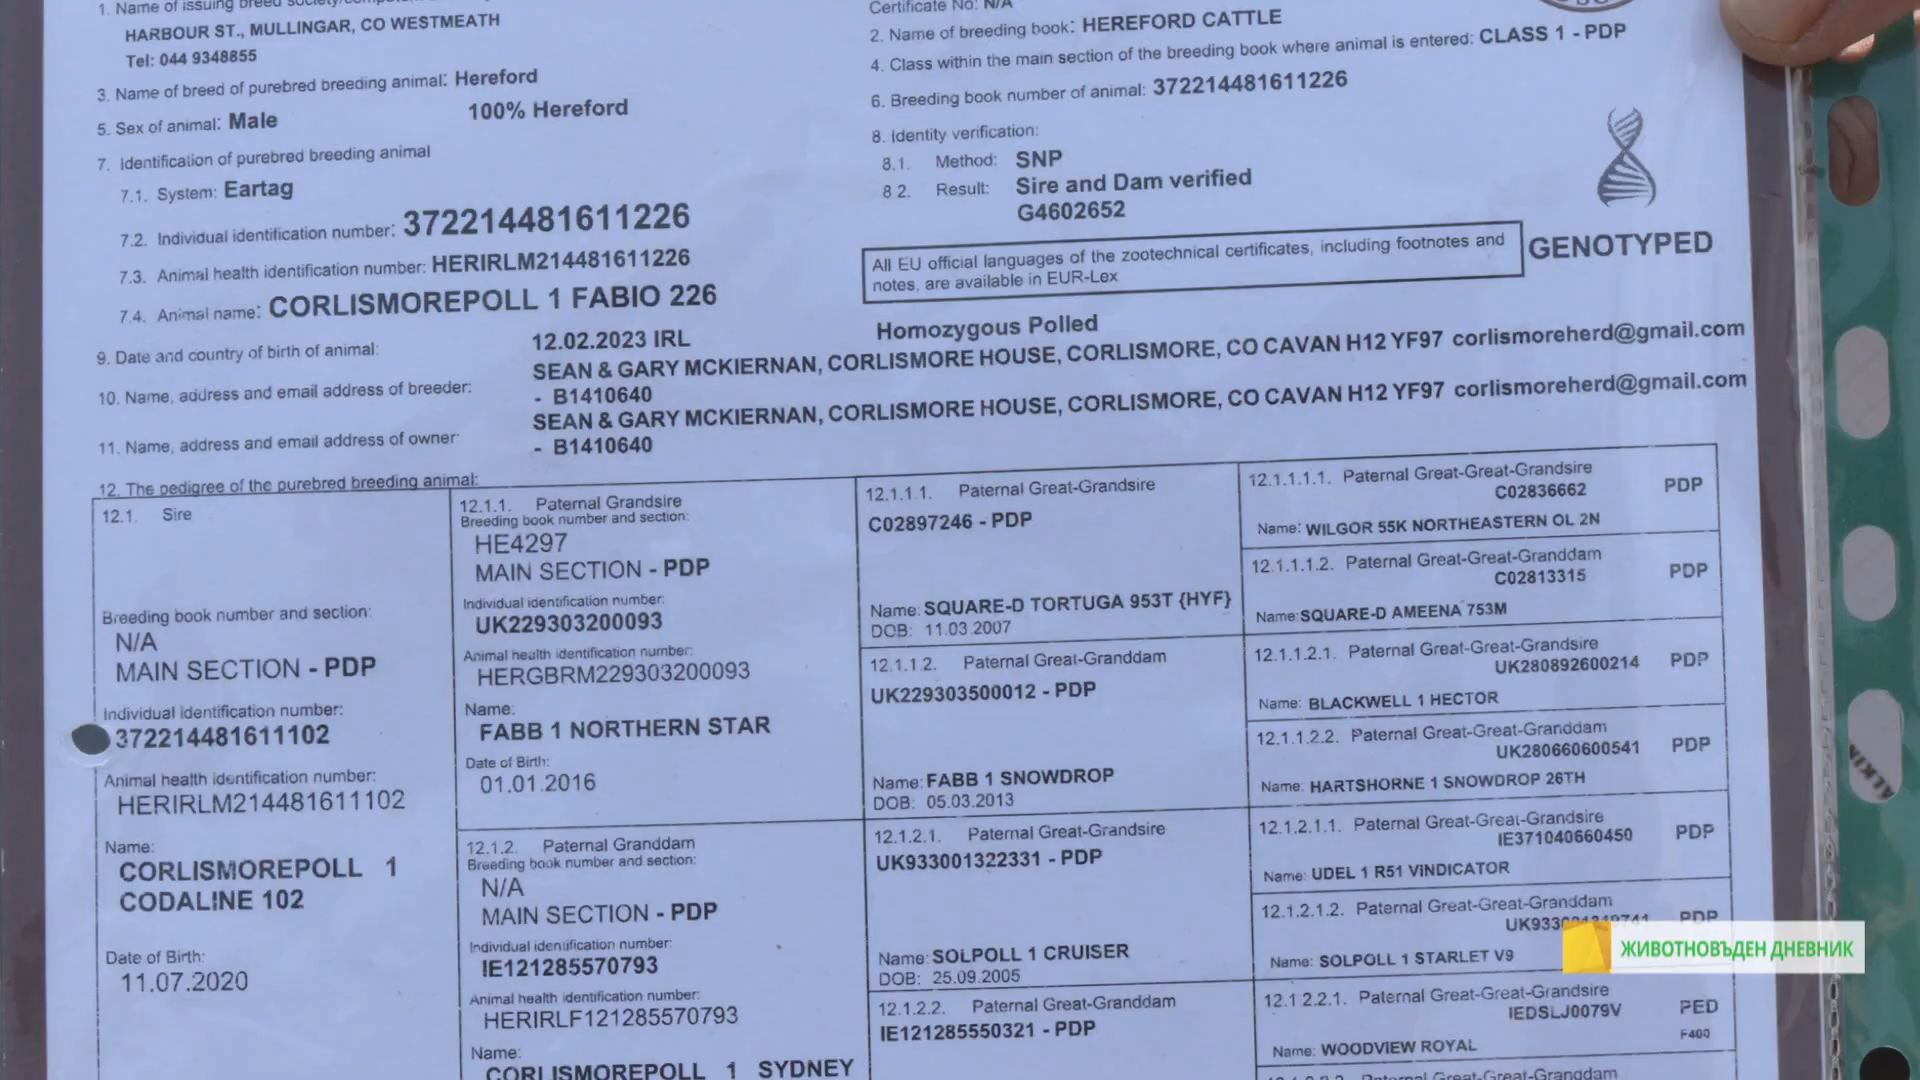 1. Name of issuing breed
HARBOUR ST., MULLINGAR, CO WESTMEATH
Tel: 044 9348855
3. Name of breed of purebred breeding animal: Hereford
5. Sex of animal: Male
100% Hereford
7. Identification of purebred breeding animal
7.1. System: Eartag
7.2. Individual identification number: 372214481611226
7.3. Animal health identification number: HERIRLM214481611226
7.4. Animal name: CORLISMOREPOLL 1 FABIO 226
Certificate No: N/A
2. Name of breeding book: HEREFORD CATTLE
4. Class within the main section of the breeding book where animal is entered: CLASS 1 - PDP
6. Breeding book number of animal: 372214481611226
8. Identity verification:
8.1. Method: SNP
8 2. Result: Sire and Dam verified
G4602652
All EU official languages of the zootechnical certificates, including footnotes and
notes, are available in EUR-Lex
GENOTYPED
Homozygous Polled
9. Date and country of birth of animal: 12.02.2023 IRL
10. Name, address and email address of breeder: SEAN & GARY MCKIERNAN, CORLISMORE HOUSE, CORLISMORE, CO CAVAN H12 YF97 corlismoreherd@gmail.com
- B1410640
11. Name, address and email address of owner: SEAN & GARY MCKIERNAN, CORLISMORE HOUSE, CORLISMORE, CO CAVAN H12 YF97 corlismoreherd@gmail.com
- B1410640
12. The pedigree of the purebred breeding animal:
12.1. Sire
Breeding book number and section:
N/A
MAIN SECTION - PDP
Individual identification number:
372214481611102
Animal health identification number:
HERIRLM214481611102
Name:
CORLISMOREPOLL 1
CODALINE 102
Date of Birth:
11.07.2020
12.1.1. Paternal Grandsire
Breeding book number and section:
HE4297
MAIN SECTION - PDP
Individual identification number:
UK229303200093
Animal health identification number:
HERGBRM229303200093
Name:
FABB 1 NORTHERN STAR
Date of Birth:
01.01.2016
12.1.2. Paternal Granddam
Breeding book number and section:
N/A
MAIN SECTION - PDP
Individual identification number:
IE121285570793
Animal health identification number:
HERIRLF121285570793
Name:
CORLISMOREPOLL 1 SYDNEY
12.1.1.1. Paternal Great-Grandsire
C02897246 - PDP
Name: SQUARE-D TORTUGA 953T {HYF}
DOB: 11.03.2007
12.1.1.2. Paternal Great-Granddam
UK229303500012 - PDP
Name: FABB 1 SNOWDROP
DOB: 05.03.2013
12.1.2.1. Paternal Great-Grandsire
UK933001322331 - PDP
Name: SOLPOLL 1 CRUISER
DOB: 25.09.2005
12.1.2.2. Paternal Great-Granddam
IE121285550321 - PDP
12.1.1.1.1. Paternal Great-Great-Grandsire
C02836662 PDP
Name: WILGOR 55K NORTHEASTERN OL 2N
12.1.1.1.2. Paternal Great-Great-Granddam
C02813315 PDP
Name: SQUARE-D AMEENA 753M
12.1.1.2.1. Paternal Great-Great-Grandsire
UK280892600214 PDP
Name: BLACKWELL 1 HECTOR
12.1.1.2.2. Paternal Great-Great-Granddam
UK280660600541 PDP
Name: HARTSHORNE 1 SNOWDROP 26TH
12.1.2.1.1. Paternal Great-Great-Grandsire
IE371040660450 PDP
Name: UDEL 1 R51 VINDICATOR
12.1.2.1.2. Paternal Great-Great-Granddam
PDP
Name: SOLPOLL 1 STARLET V9
12.1 2.2.1. Paternal Great-Great-Grandsire
IEDSLJ0079V PED
F400
Name: WOODVIEW ROYAL
Paternal Great-Great-Granddam
ЖИВОТНОВЪДЕН ДНЕВНИК